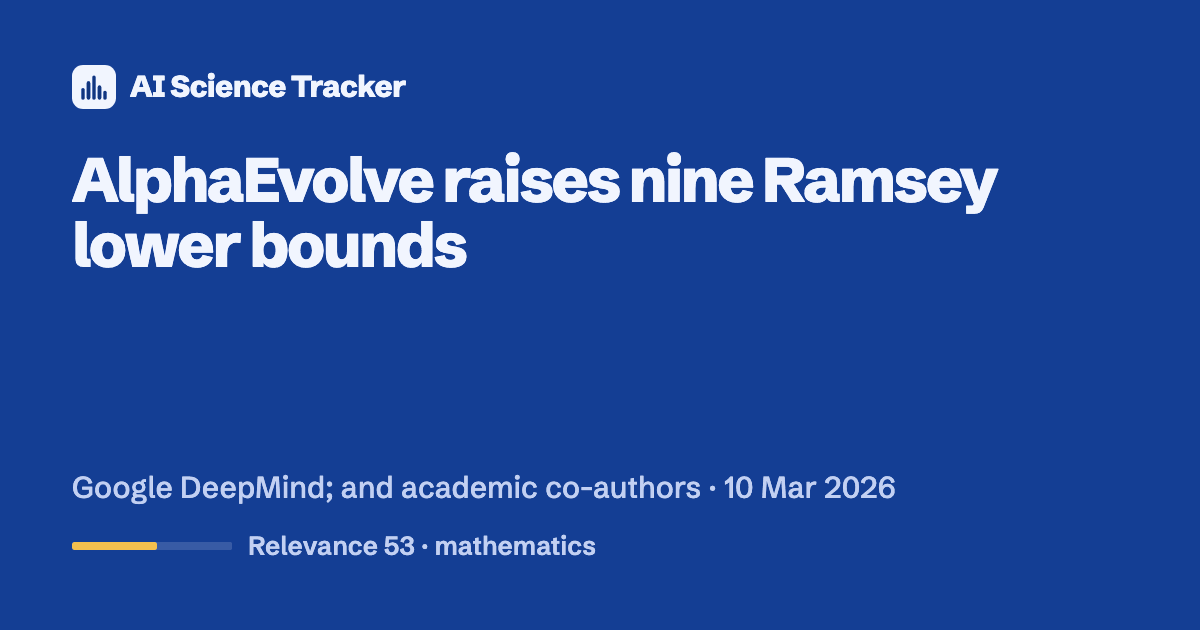 AI Science Tracker
AlphaEvolve raises nine Ramsey
lower bounds
Google DeepMind; and academic co-authors · 10 Mar 2026
Relevance 53 · mathematics